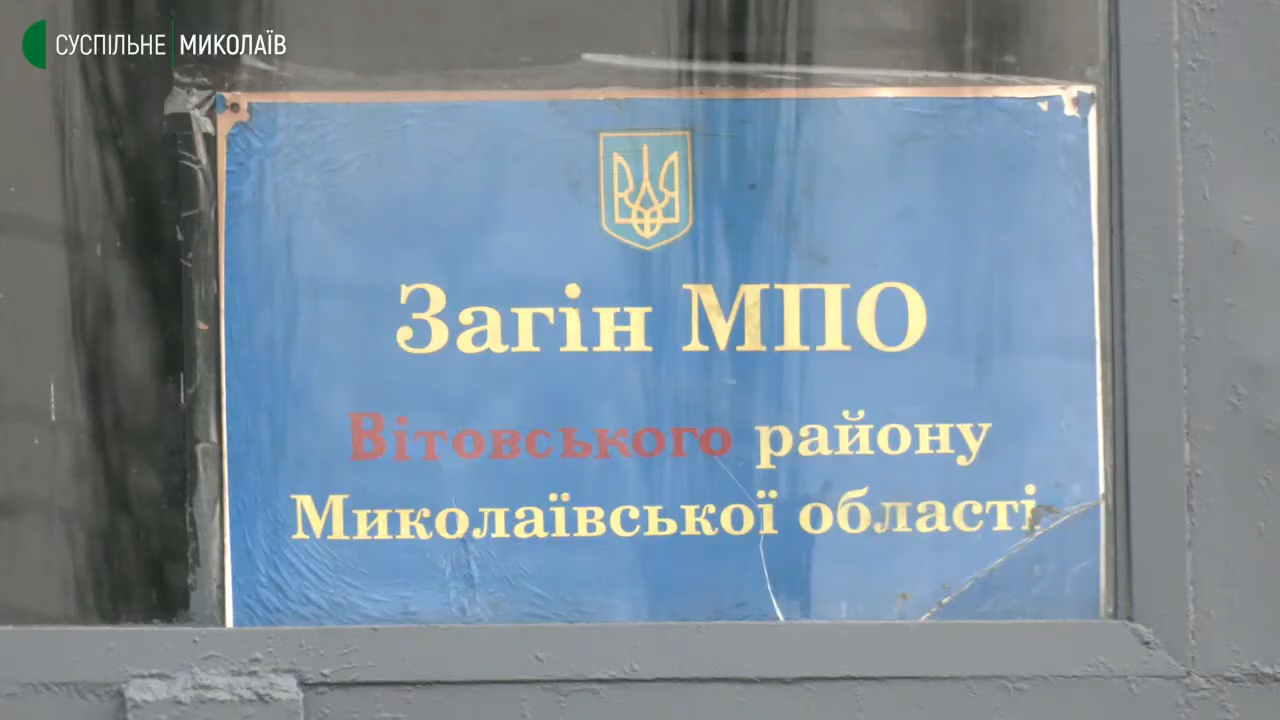 СУСПІЛЬНЕ МИКОЛАЇВ
Загін МПО
Вітовського району
Миколаївської області